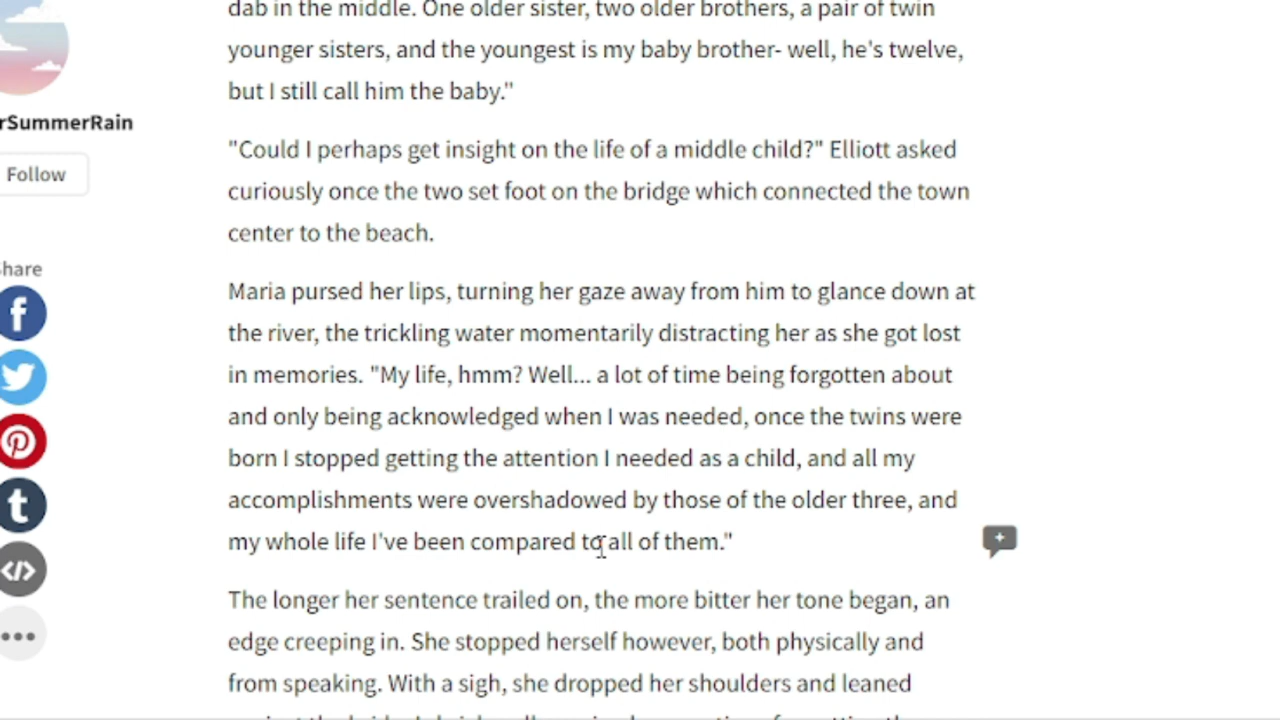 dab in the middle. One older sister, two older brothers, a pair of twin
younger sisters, and the youngest is my baby brother- well, he's twelve,
but I still call him the baby."
rSummerRain
Follow
"Could I perhaps get insight on the life of a middle child?" Elliott asked
curiously once the two set foot on the bridge which connected the town
center to the beach.
Share
Maria pursed her lips, turning her gaze away from him to glance down at
the river, the trickling water momentarily distracting her as she got lost
in memories. "My life, hmm? Well... a lot of time being forgotten about
and only being acknowledged when I was needed, once the twins were
born I stopped getting the attention I needed as a child, and all my
accomplishments were overshadowed by those of the older three, and
my whole life I've been compared to all of them."
The longer her sentence trailed on, the more bitter her tone began, an
edge creeping in. She stopped herself however, both physically and
from speaking. With a sigh, she dropped her shoulders and leaned